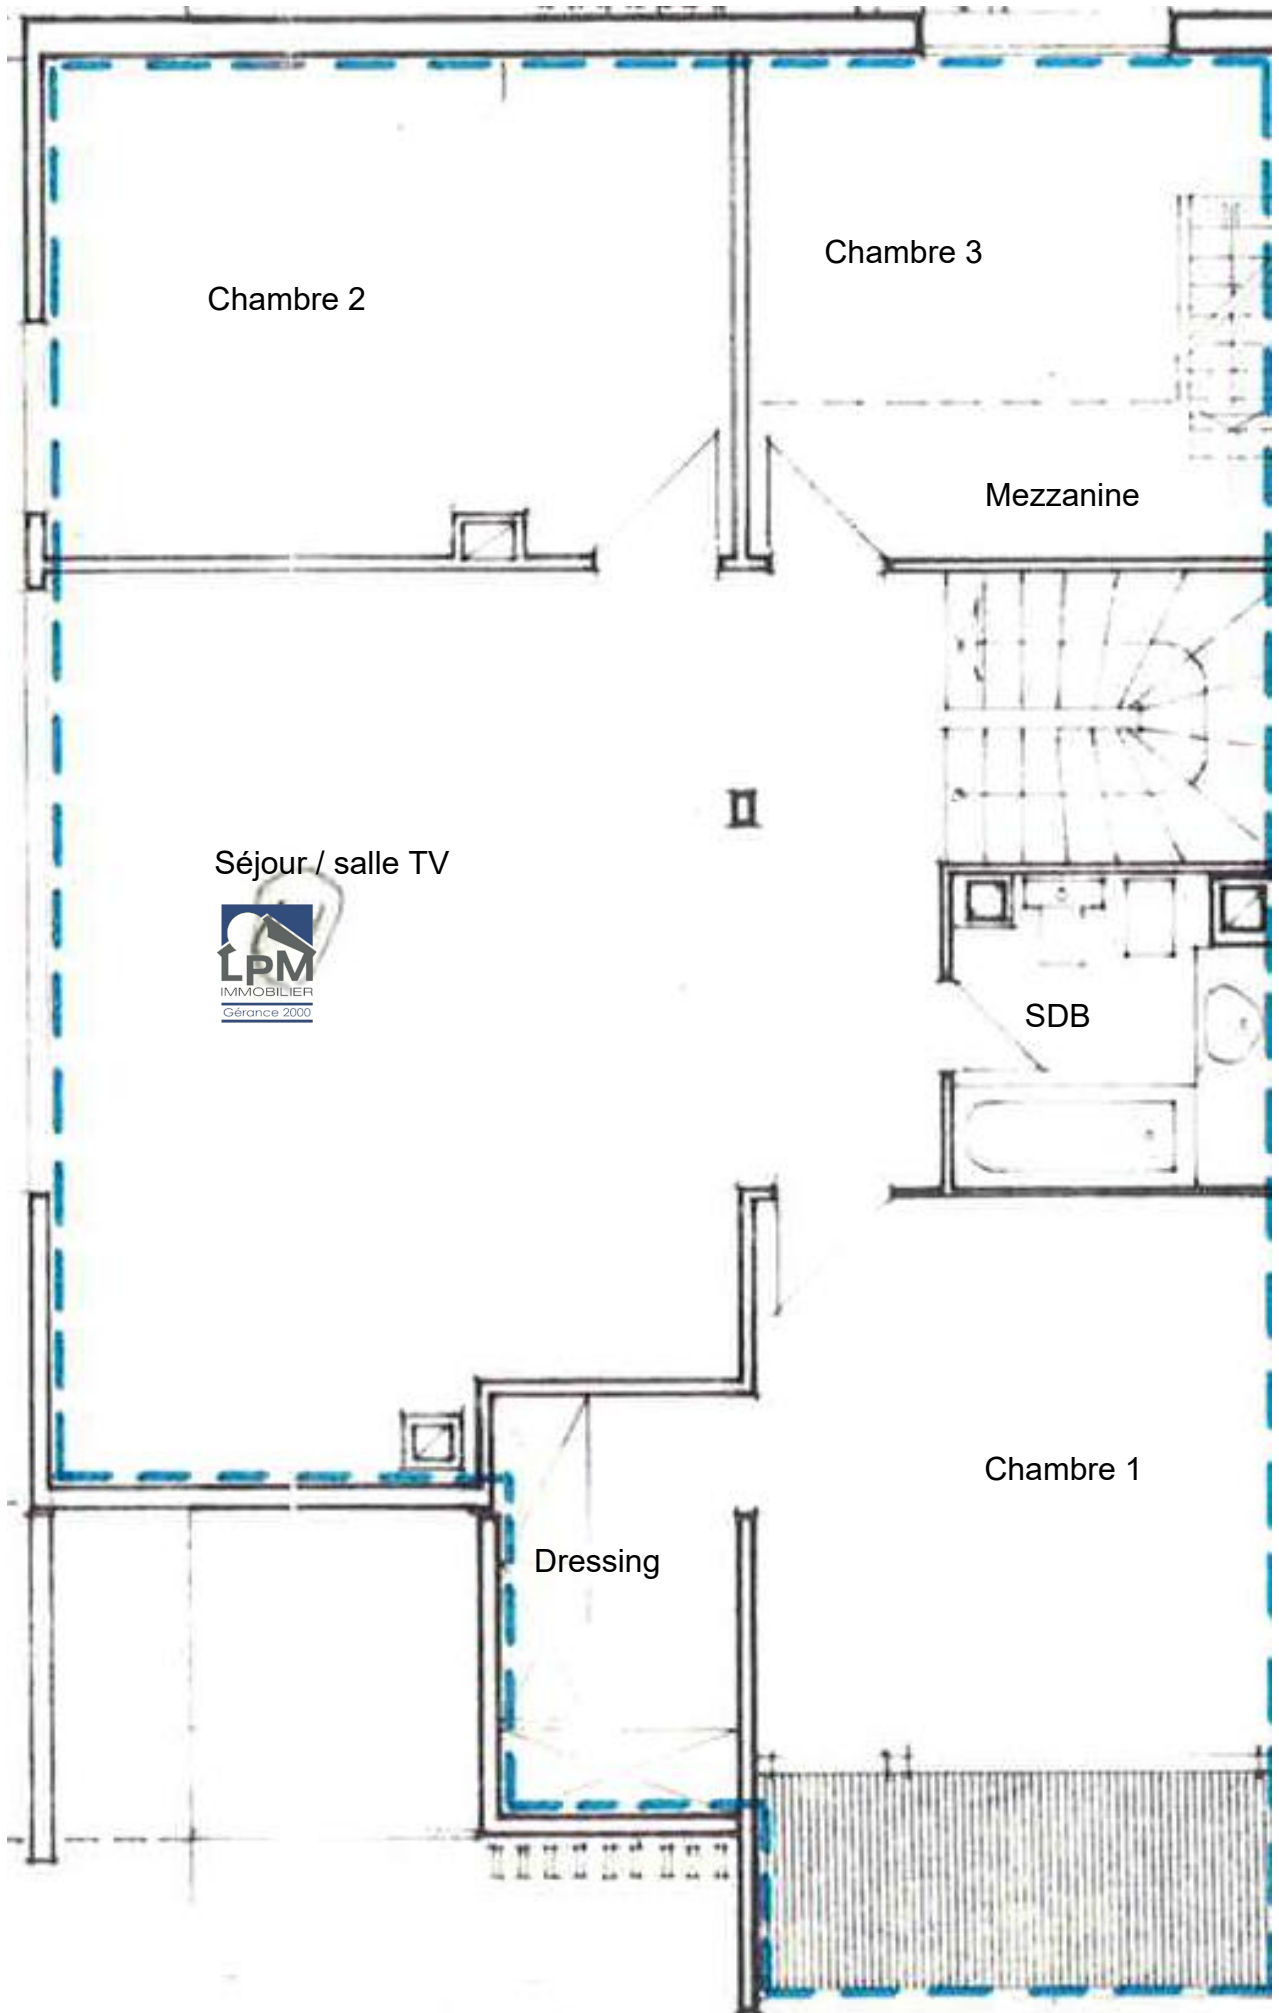 Chambre 3
Chambre 2
Mezzanine
Séjour / salle TV
LPM
IMMOBILIER
Gérance 2000
SDB
Chambre 1
Dressing